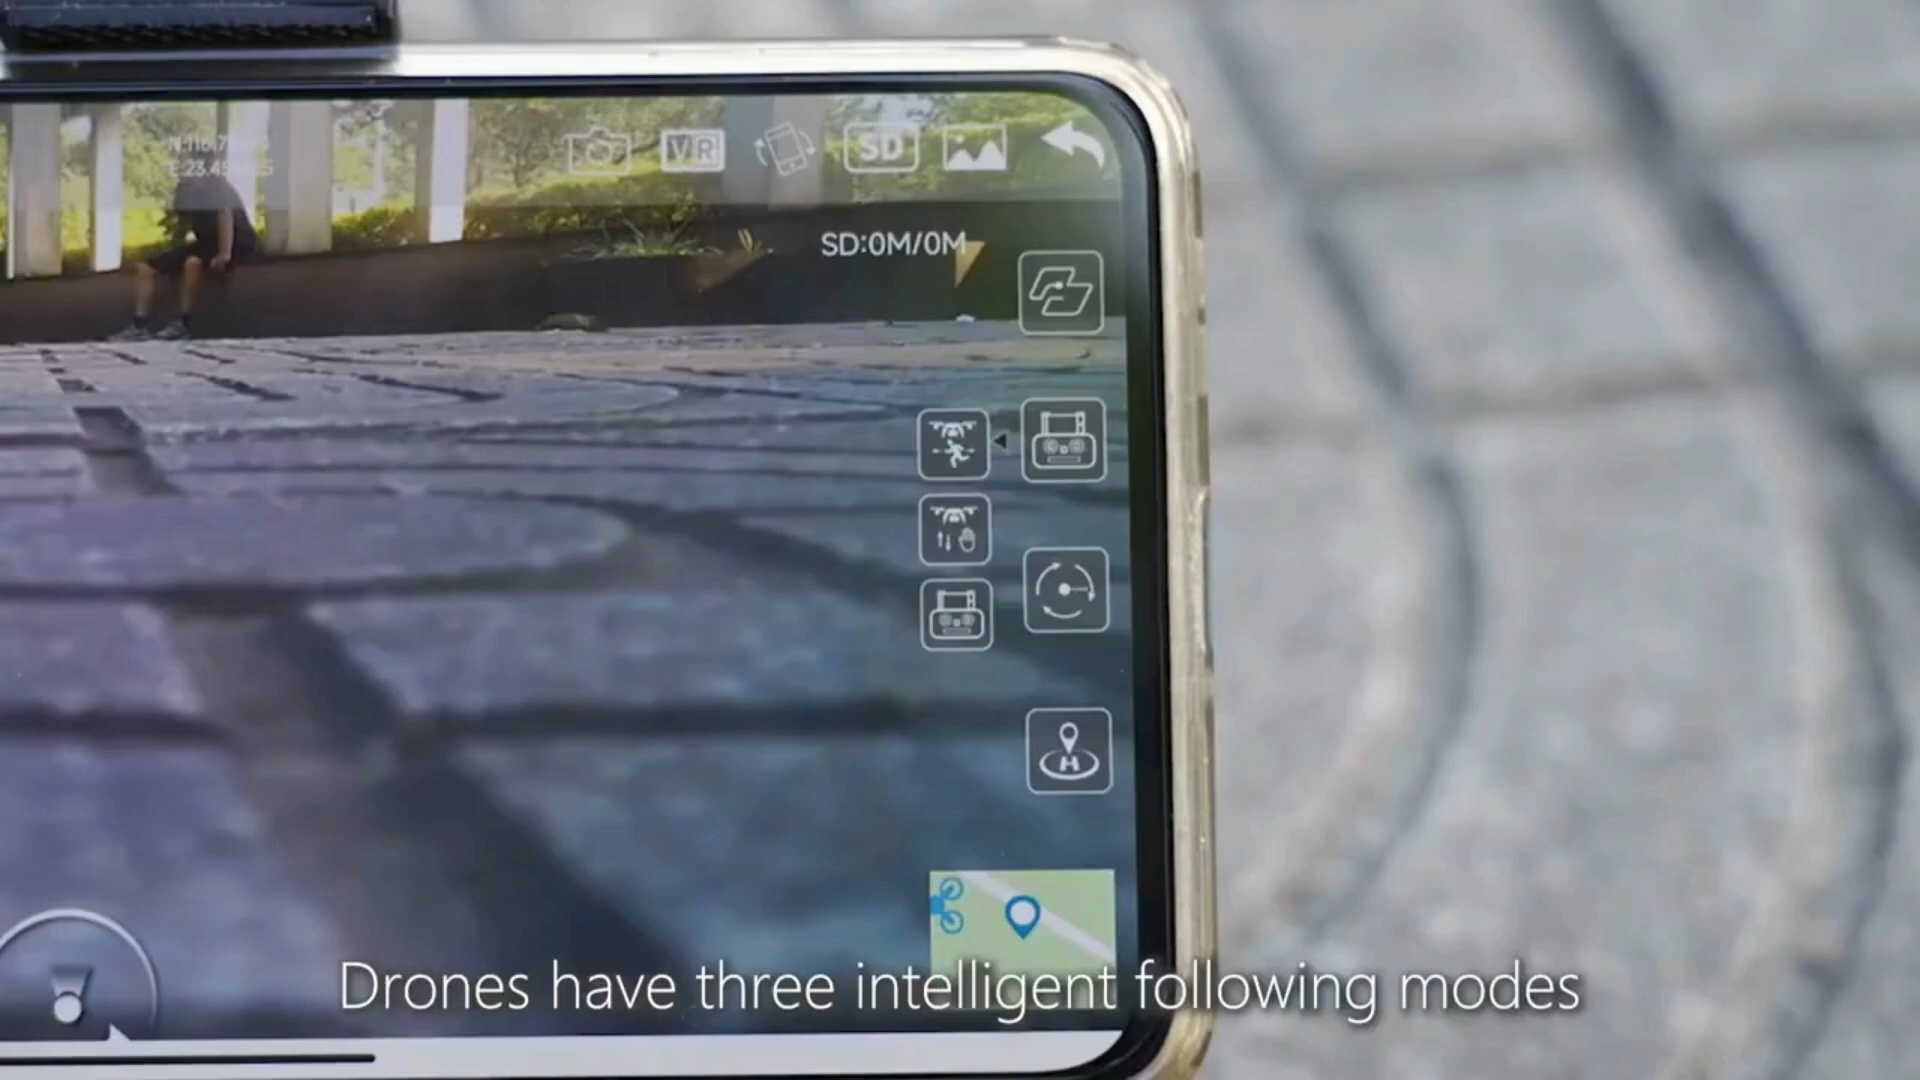 VR
SD
SD:0M/0M
H
Drones have three intelligent following modes